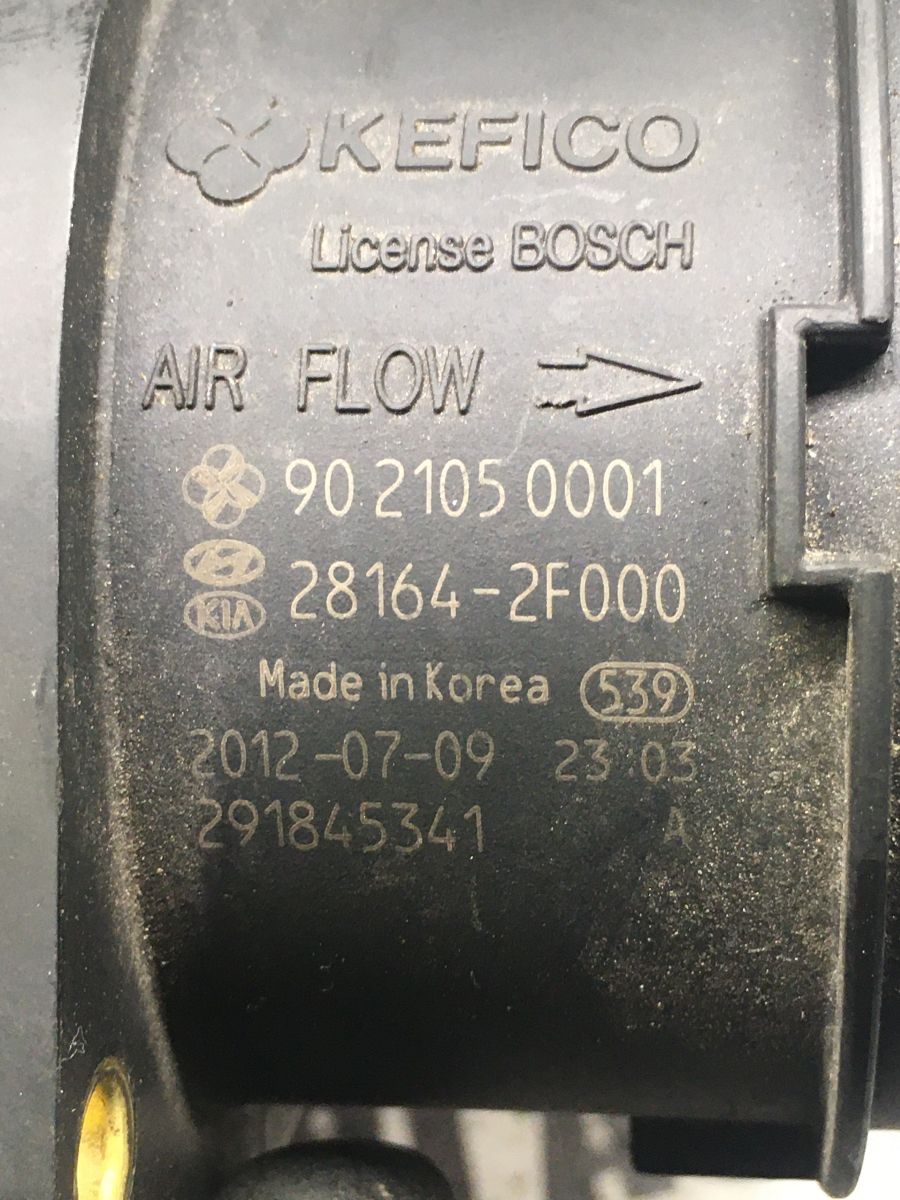 KEFICO
License BOSCH
AIR FLOW
90 2105 0001
28164-2F000
KIA
Made in Korea 539
2012-07-09 23:03
291845341 A